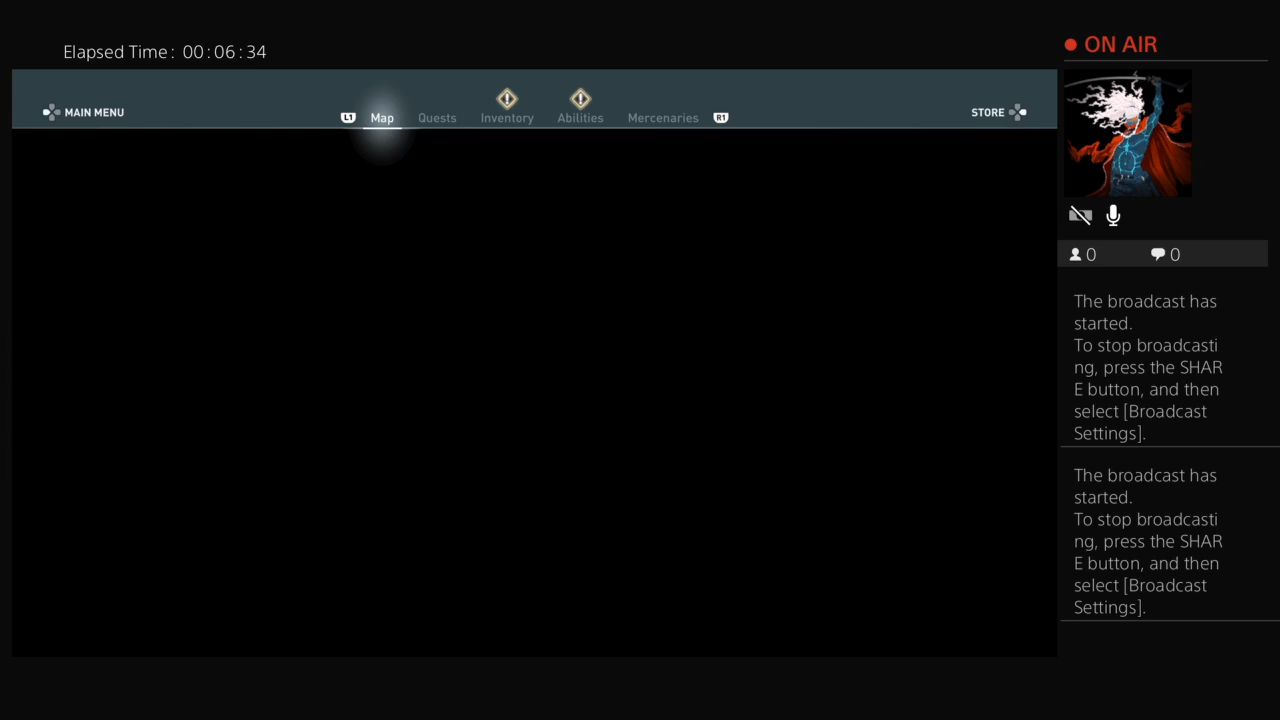 Elapsed Time: 00:06:34
ON AIR
MAIN MENU
L1 Map Quests Inventory Abilities Mercenaries R1
STORE
0 0
The broadcast has
started.
To stop broadcasti
ng, press the SHAR
E button, and then
select [Broadcast
Settings].
The broadcast has
started.
To stop broadcasti
ng, press the SHAR
E button, and then
select [Broadcast
Settings].